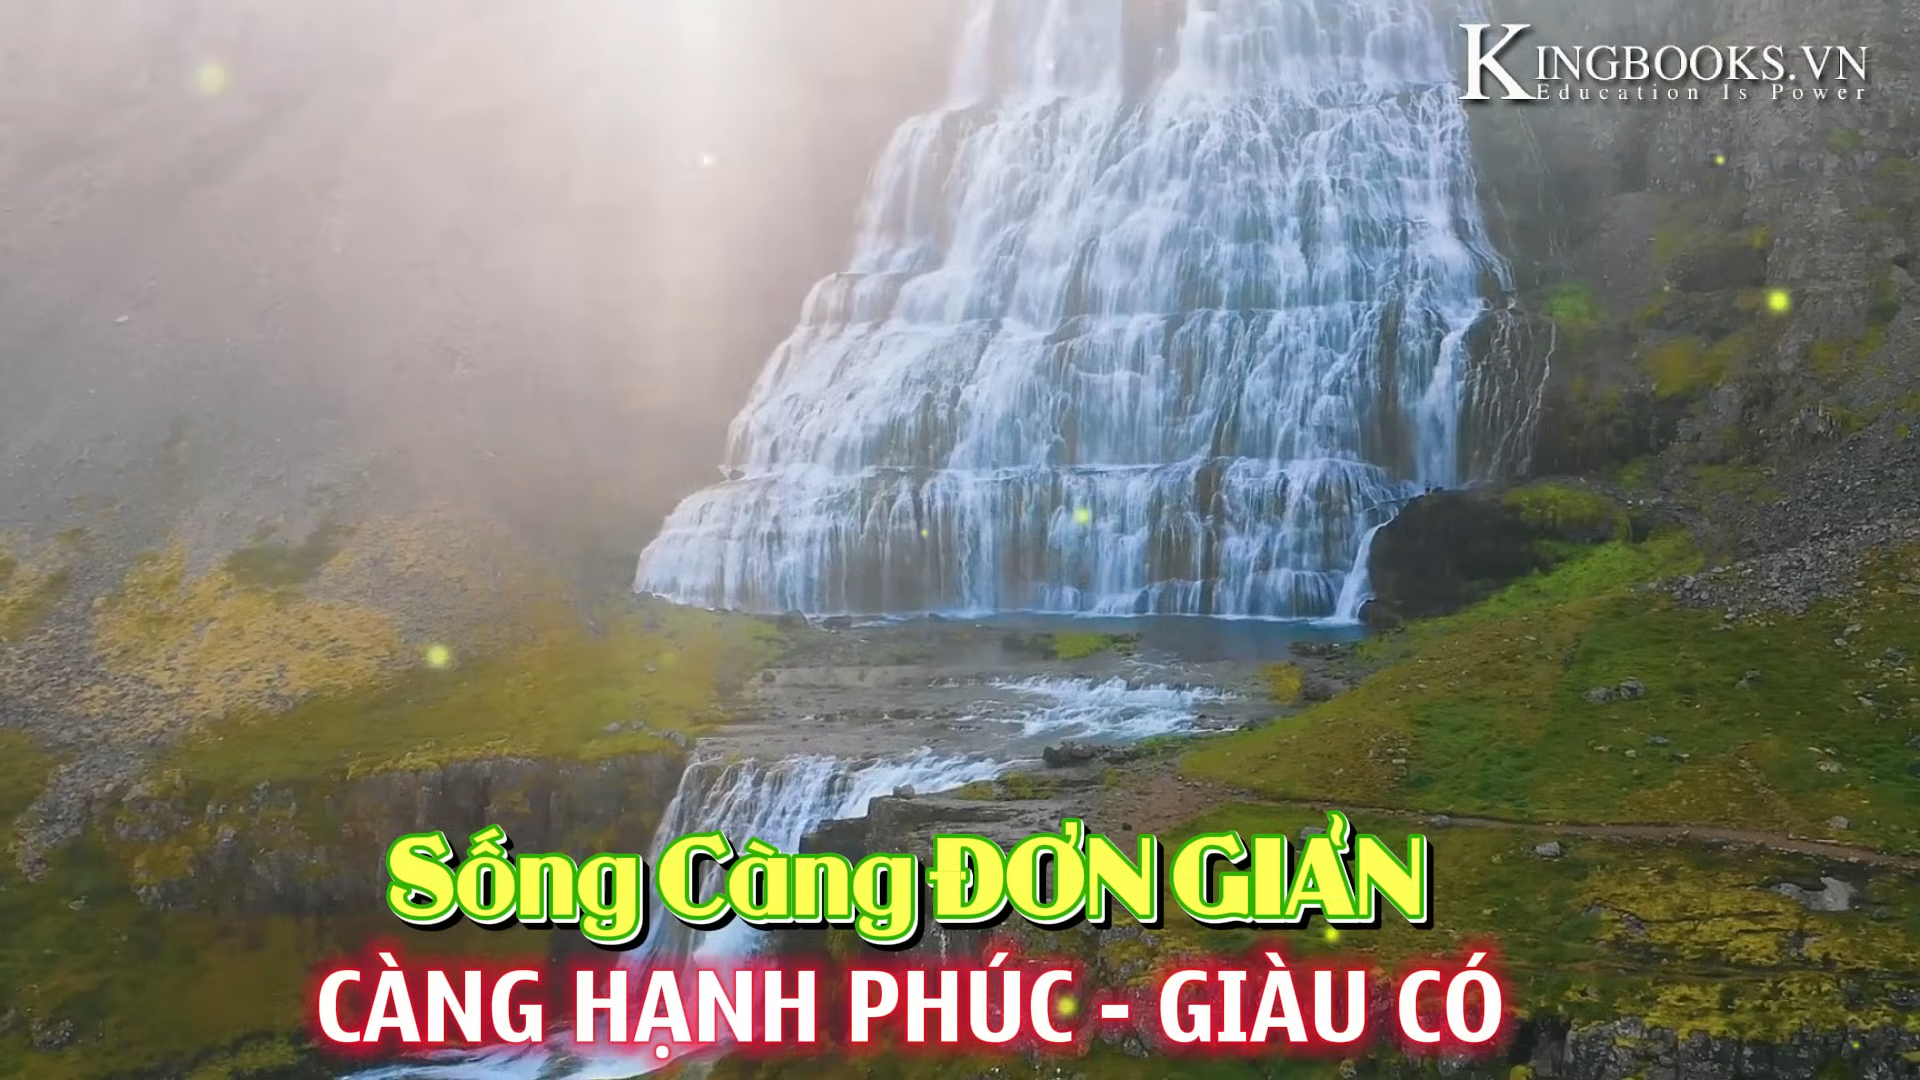 KINGBOOKS.VN
Education Is Power
Sống Càng ĐƠN GIẢN
CÀNG HẠNH PHÚC - GIÀU CÓ